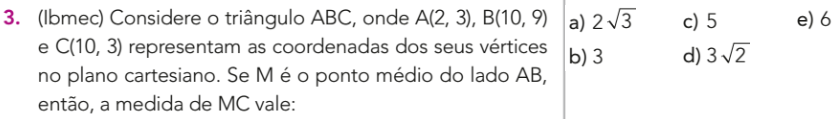 3. (Ibmec) Considere o triângulo ABC, onde A(2, 3), B(10, 9)
e C(10, 3) representam as coordenadas dos seus vértices
no plano cartesiano. Se M é o ponto médio do lado AB,
então, a medida de MC vale:
a) 2√3 c) 5 e) 6
b) 3 d) 3√2